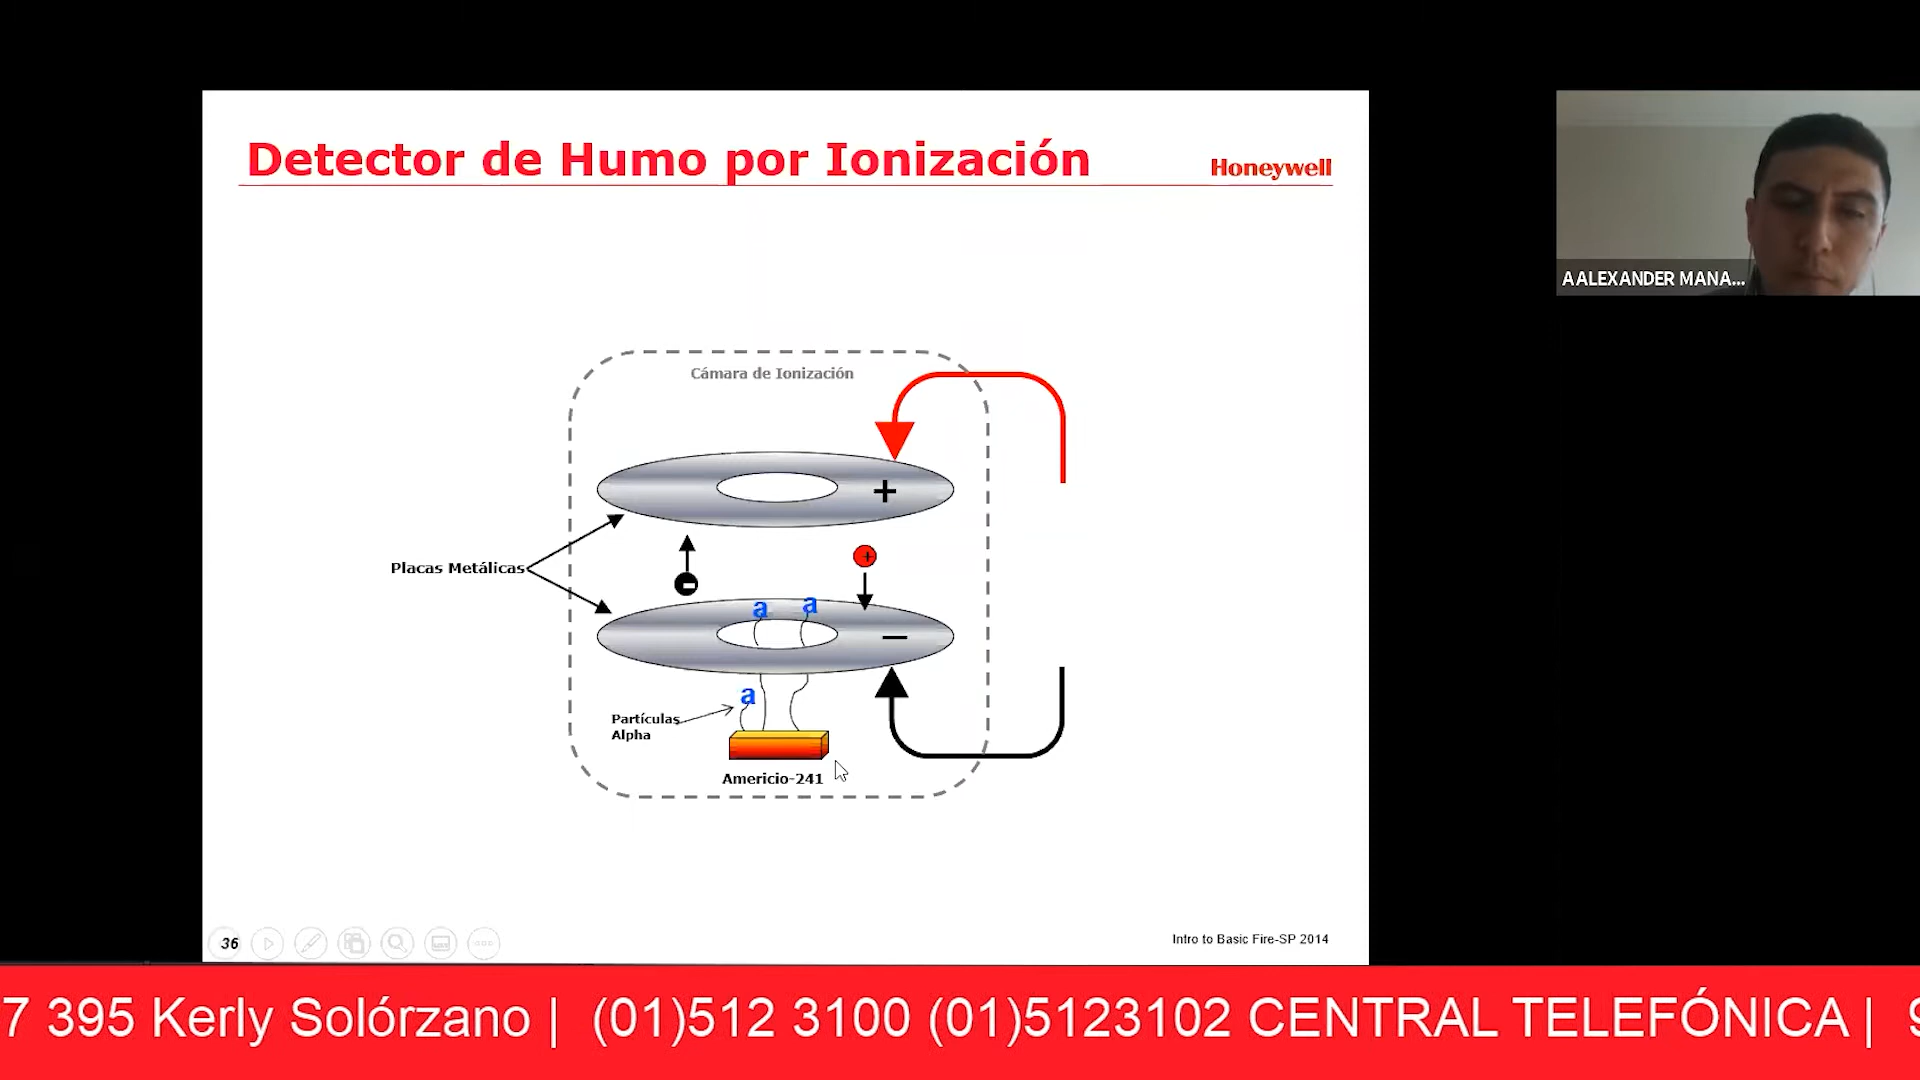 Detector de Humo por Ionización
Honeywell
AALEXANDER MANA...
Cámara de Ionización
+
+
Placas Metálicas
-
a a
–
a
Partículas
Alpha
Americio-241
36
Intro to Basic Fire-SP 2014
7 395 Kerly Solórzano | (01)512 3100 (01)5123102 CENTRAL TELEFÓNICA | 9